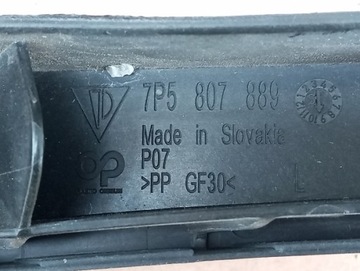 7P5 807 889
Made in Slovakia
P07
>PP GF30<
L